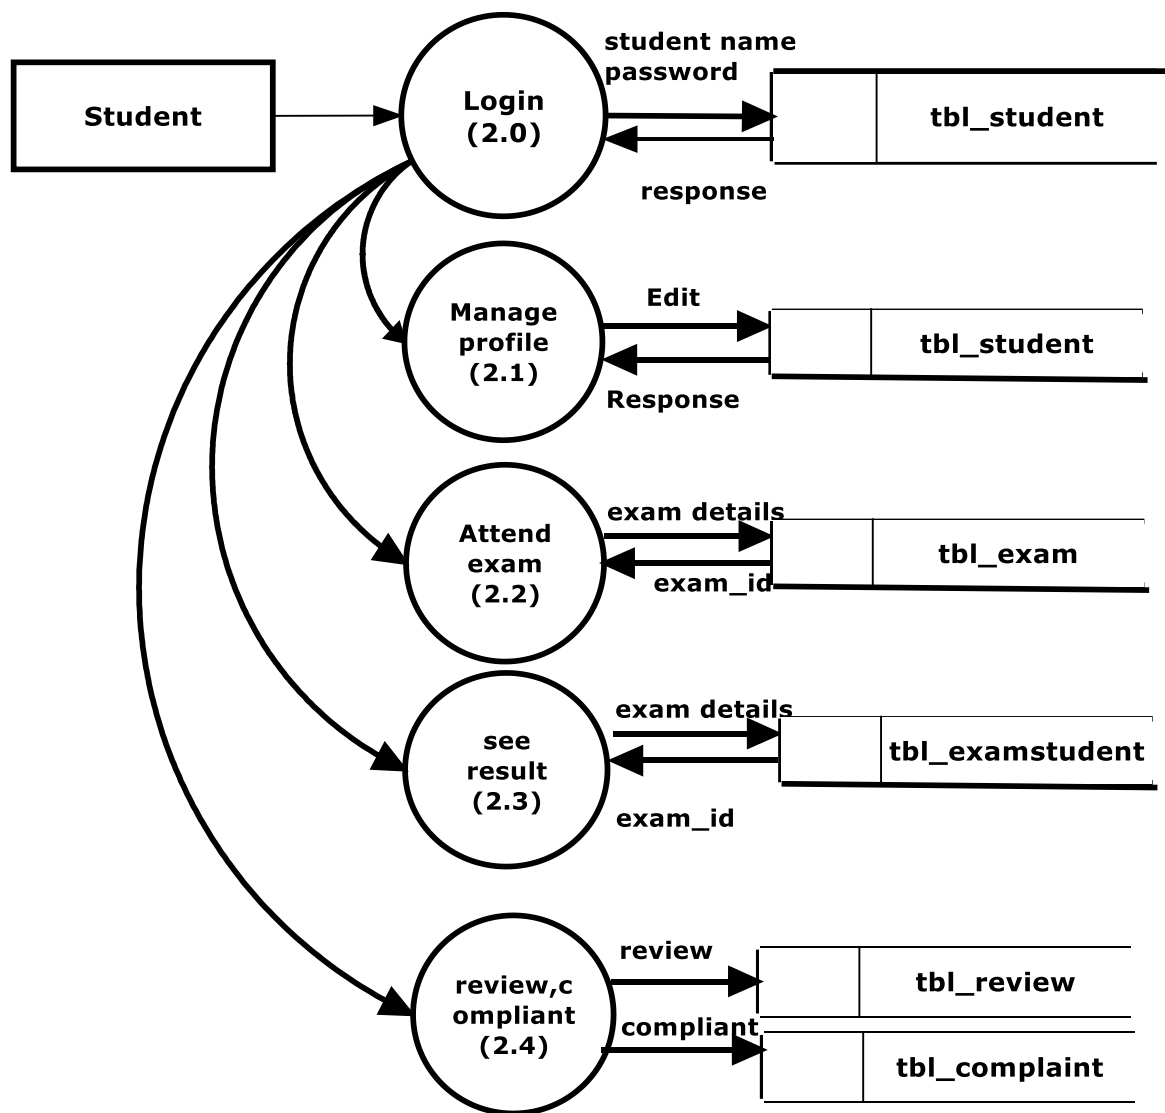 student name
password
Student
Login
(2.0)
tbl_student
response
Manage
profile
(2.1)
Edit
Response
tbl_student
Attend
exam
(2.2)
exam details
exam_id
tbl_exam
see
result
(2.3)
exam details
exam_id
tbl_examstudent
review,c
ompliant
(2.4)
review
compliant
tbl_review
tbl_complaint